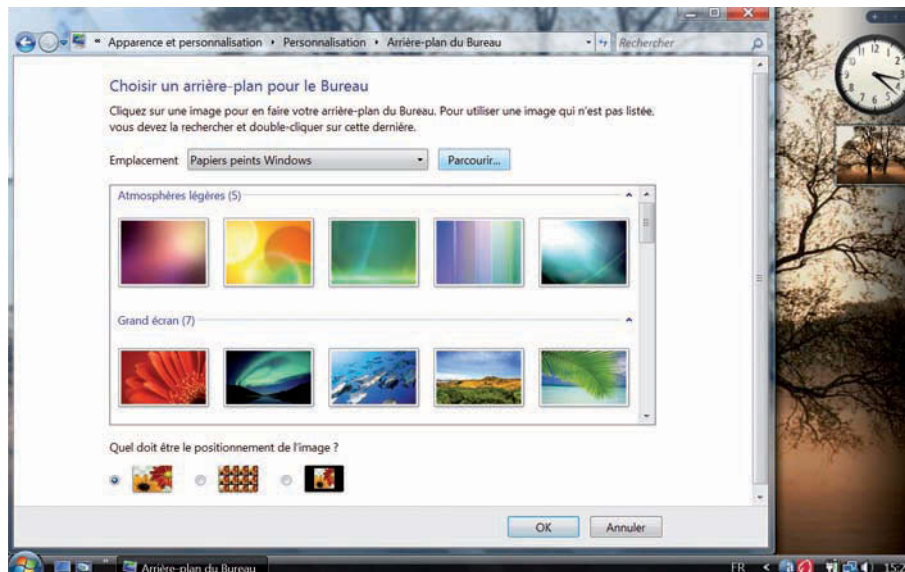 Apparence et personnalisation
Personnalisation
Arrière-plan du Bureau
Rechercher
Choisir un arrière-plan pour le Bureau
Cliquez sur une image pour en faire votre arrière-plan du Bureau. Pour utiliser une image qui n'est pas listée,
vous devez la rechercher et double-cliquer sur cette dernière.
Emplacement Papiers peints Windows Parcourir...
Atmosphères légères (5)
Grand écran (7)
Quel doit être le positionnement de l'image ?
OK Annuler
Arrière-plan du Bureau
FR